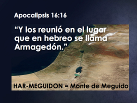 Apocalipsis 16:16
"Y los reunió en el lugar
que en hebreo se llama
Armagedón."
HAR-MEGUIDON = Monte de Meguido